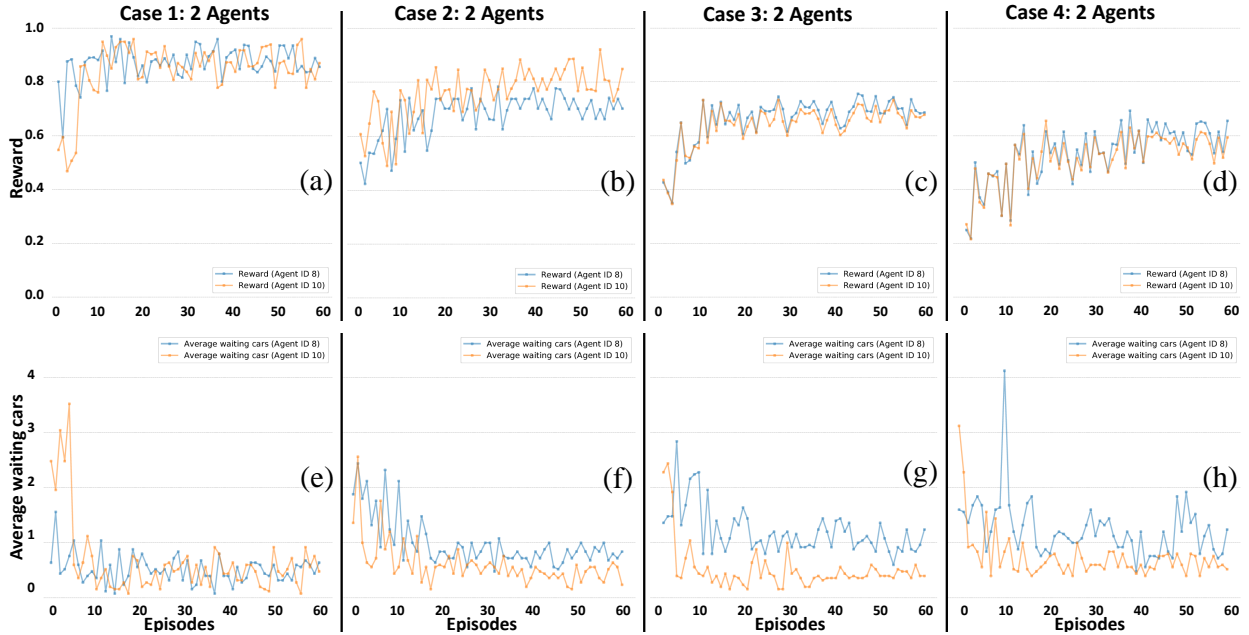 Case 1: 2 Agents
Case 2: 2 Agents
Case 3: 2 Agents
Case 4: 2 Agents
Reward
1.0
0.8
0.6
0.4
0.2
0.0
(a)
(b)
(c)
(d)
Reward (Agent ID 8)
Reward (Agent ID 10)
Reward (Agent ID 8)
Reward (Agent ID 10)
Reward (Agent ID 8)
Reward (Agent ID 10)
Reward (Agent ID 8)
Reward (Agent ID 10)
0 10 20 30 40 50 60
0 10 20 30 40 50 60
0 10 20 30 40 50 60
0 10 20 30 40 50 60
Average waiting cars (Agent ID 8)
Average waiting casr (Agent ID 10)
Average waiting cars (Agent ID 8)
Average waiting cars (Agent ID 10)
Average waiting cars (Agent ID 8)
Average waiting cars (Agent ID 10)
Average waiting cars (Agent ID 8)
Average waiting cars (Agent ID 10)
Average waiting cars
4
3
2
1
0
(e)
(f)
(g)
(h)
0 10 20 30 40 50 60
0 10 20 30 40 50 60
0 10 20 30 40 50 60
0 10 20 30 40 50 60
Episodes
Episodes
Episodes
Episodes